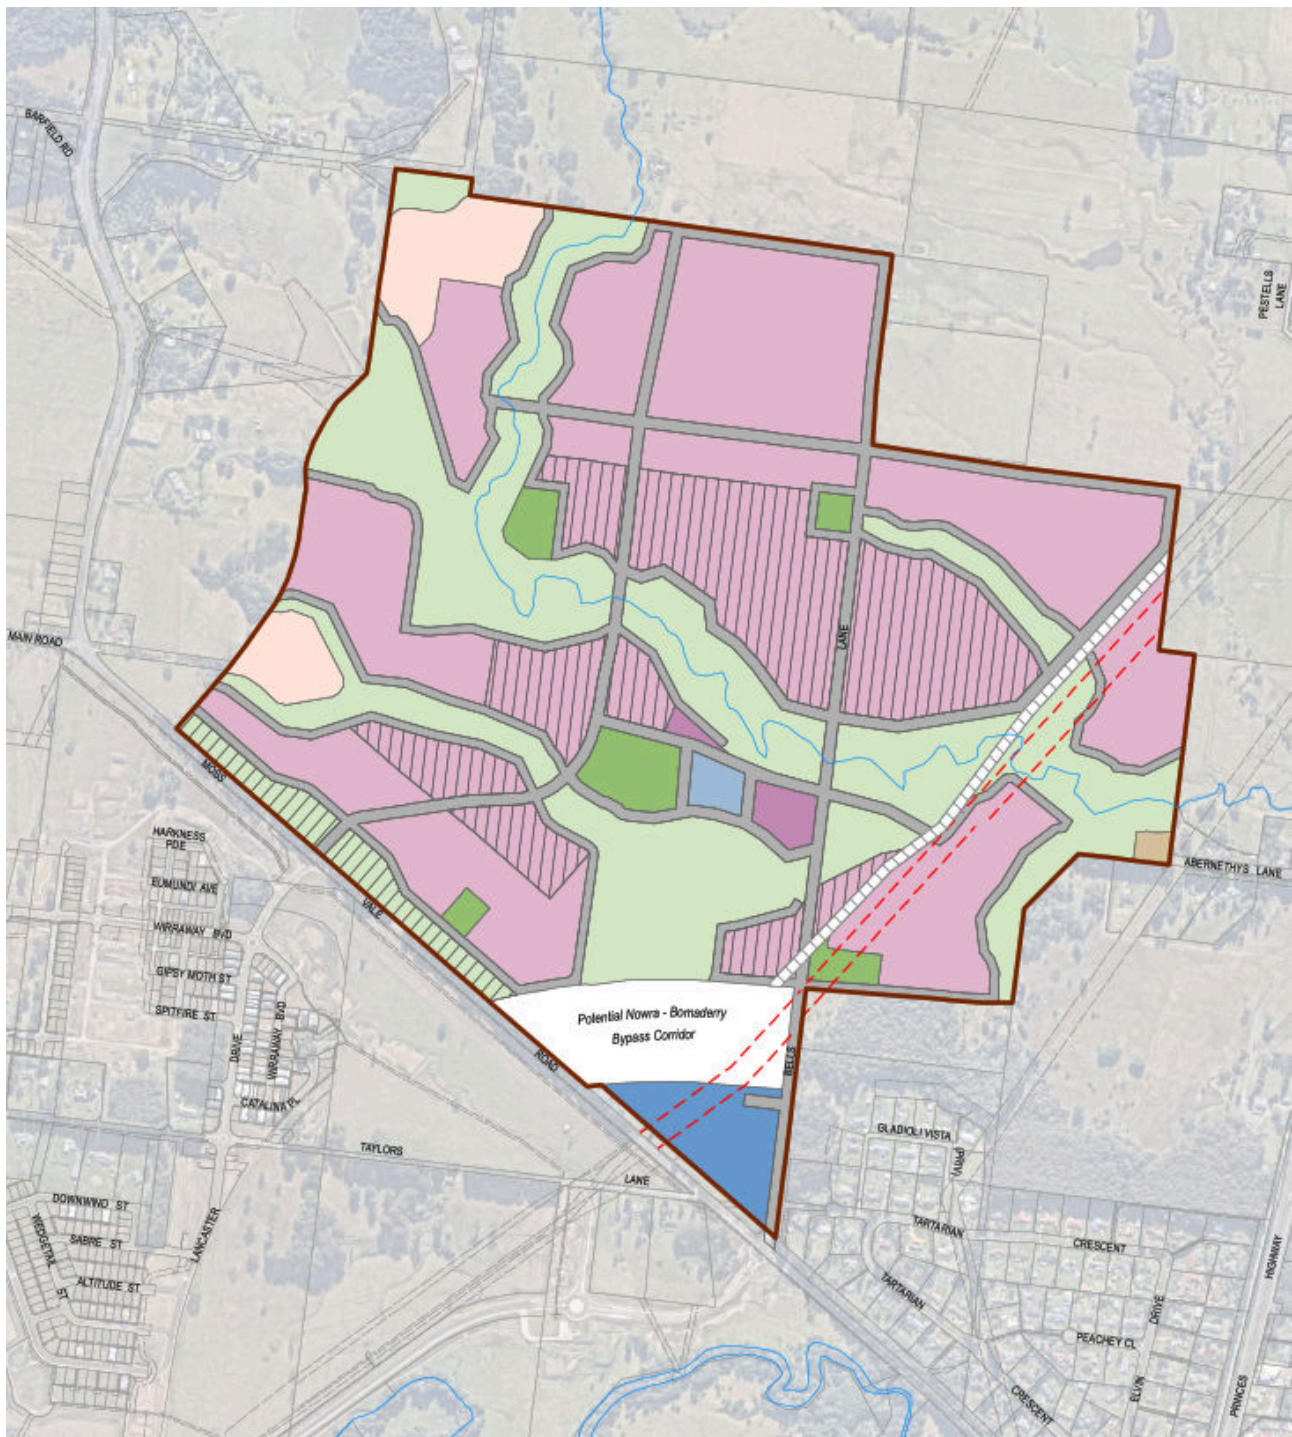 BARFIELD RD
PESTELLS
LANE
MAIN ROAD
LANE
MOSS
HARKNESS
PDE
EUMUNDI AVE
ABERNETHYS LANE
VALE
WIRRAWAY BVD
GIPSY MOTH ST
SPITFIRE ST
Potential Nowra - Bomaderry
Bypass Corridor
DRIVE
WIRRAWAY BVD
ROAD
BELLS
CATALINA PL
GLADIOLI VISTA
(PRIV)
TAYLORS
LANE
DOWNWIND ST
WEDGETAIL
ST
SABRE ST
LANCASTER
ALTITUDE ST
TARTARIAN
CRESCENT
HIGHWAY
TARTARIAN
DRIVE
PEACHEY CL
CRESCENT
ELVIN
PRINCES